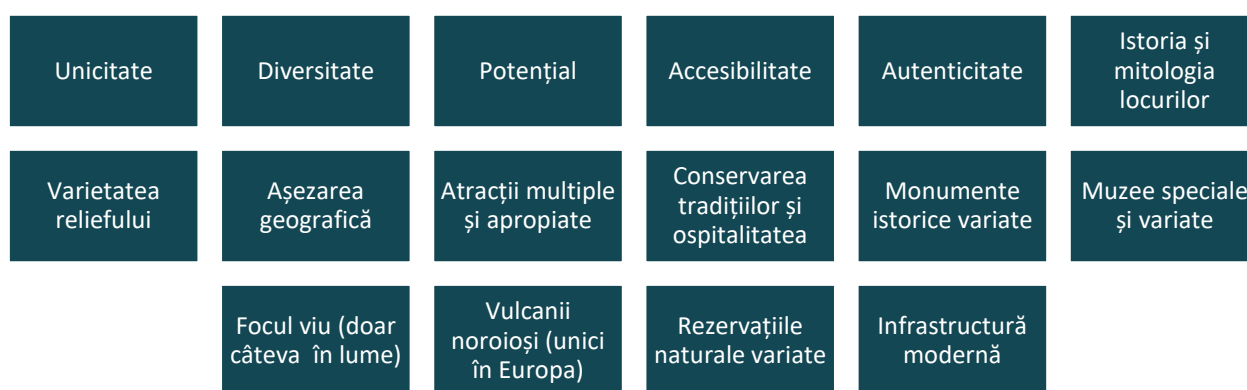 Unicitate
Diversitate
Potențial
Accesibilitate
Autenticitate
Istoria și
mitologia
locurilor
Varietatea
reliefului
Așezarea
geografică
Atracții multiple
și apropiate
Conservarea
tradițiilor și
ospitalitatea
Monumente
istorice variate
Muzee speciale
și variate
Focul viu (doar
câteva în lume)
Vulcanii
noroioși (unici
în Europa)
Rezervațiile
naturale variate
Infrastructură
modernă